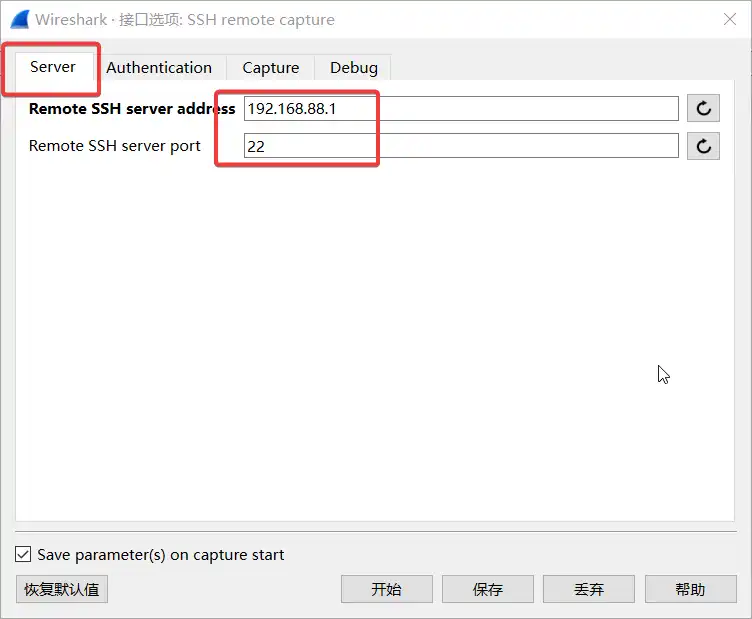 Wireshark · 接口选项: SSH remote capture
Server Authentication Capture Debug
Remote SSH server address 192.168.88.1
Remote SSH server port 22
Save parameter(s) on capture start
恢复默认值 开始 保存 丢弃 帮助